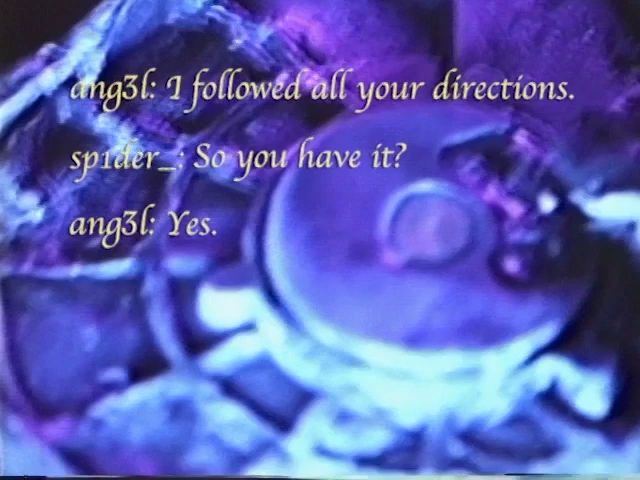 ang3l: I followed all your directions.
sp1der_: So you have it?
ang3l: Yes.